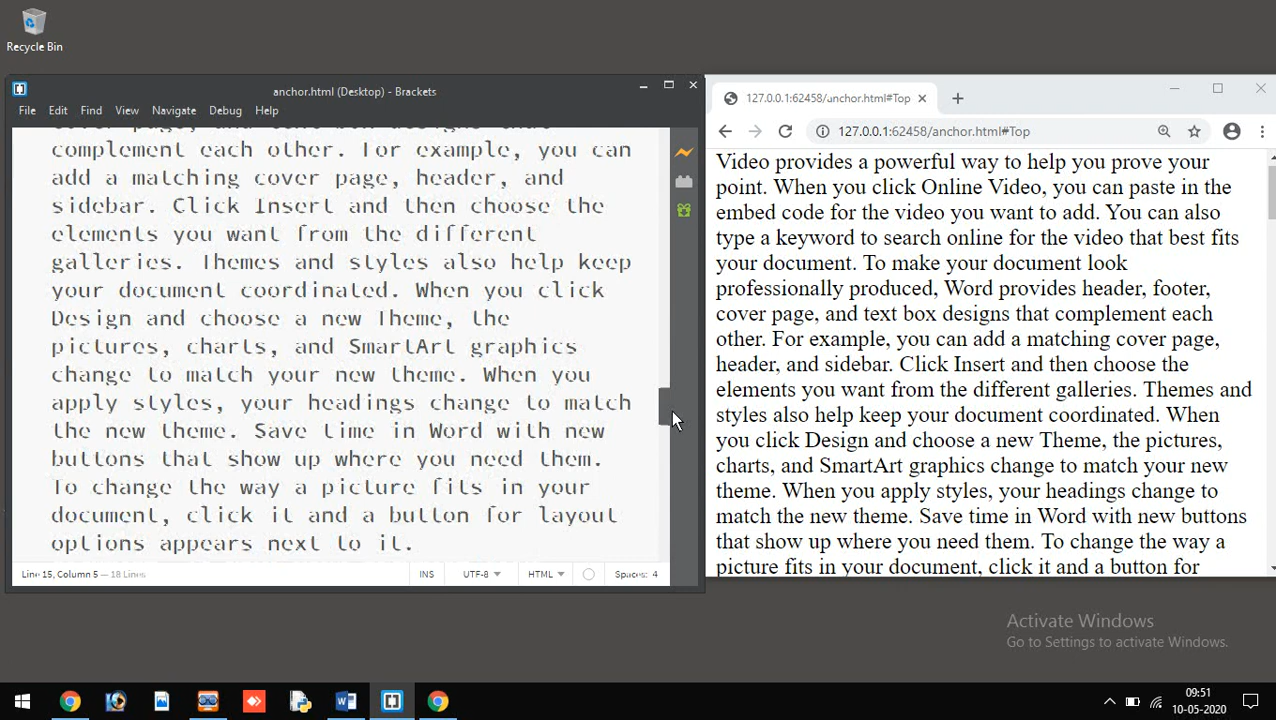 Recycle Bin
anchor.html (Desktop) - Brackets
File Edit Find View Navigate Debug Help
cover page, and text box designs that
complement each other. For example, you can
add a matching cover page, header, and
sidebar. Click Insert and then choose the
elements you want from the different
galleries. Themes and styles also help keep
your document coordinated. When you click
Design and choose a new Theme, the
pictures, charts, and SmartArt graphics
change to match your new theme. When you
apply styles, your headings change to match
the new theme. Save time in Word with new
buttons that show up where you need them.
To change the way a picture fits in your
document, click it and a button for layout
options appears next to it.
Line 15, Column 5 — 18 Lines INS UTF-8 HTML Spaces: 4
127.0.0.1:62458/anchor.html#Top
127.0.0.1:62458/anchor.html#Top
Video provides a powerful way to help you prove your
point. When you click Online Video, you can paste in the
embed code for the video you want to add. You can also
type a keyword to search online for the video that best fits
your document. To make your document look
professionally produced, Word provides header, footer,
cover page, and text box designs that complement each
other. For example, you can add a matching cover page,
header, and sidebar. Click Insert and then choose the
elements you want from the different galleries. Themes and
styles also help keep your document coordinated. When
you click Design and choose a new Theme, the pictures,
charts, and SmartArt graphics change to match your new
theme. When you apply styles, your headings change to
match the new theme. Save time in Word with new buttons
that show up where you need them. To change the way a
picture fits in your document, click it and a button for
Activate Windows
Go to Settings to activate Windows.
09:51
10-05-2020